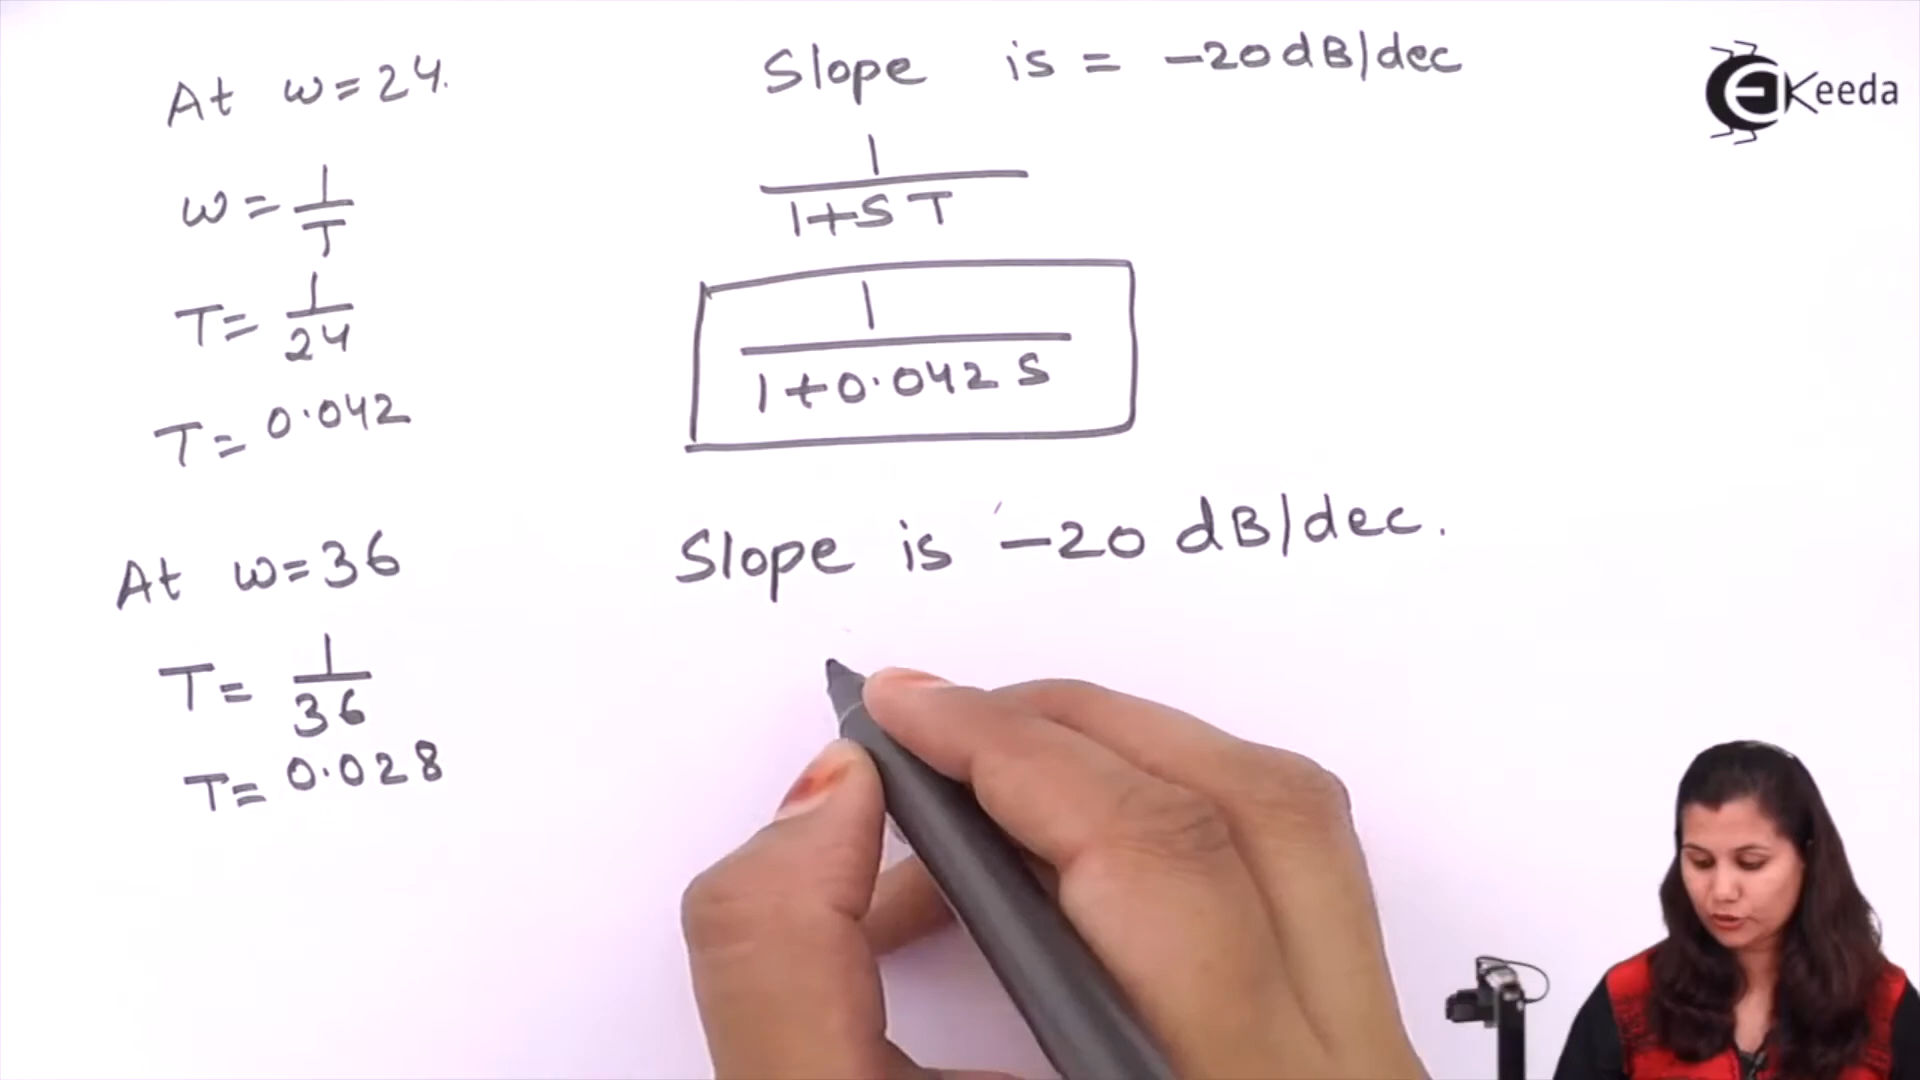 At w=24.
Slope is = -20dB/dec
w=1/T
1/1+ST
T=1/24
1/1+0.042S
T=0.042
At w=36
Slope is -20 dB/dec.
T=1/36
T=0.028
EKeeda